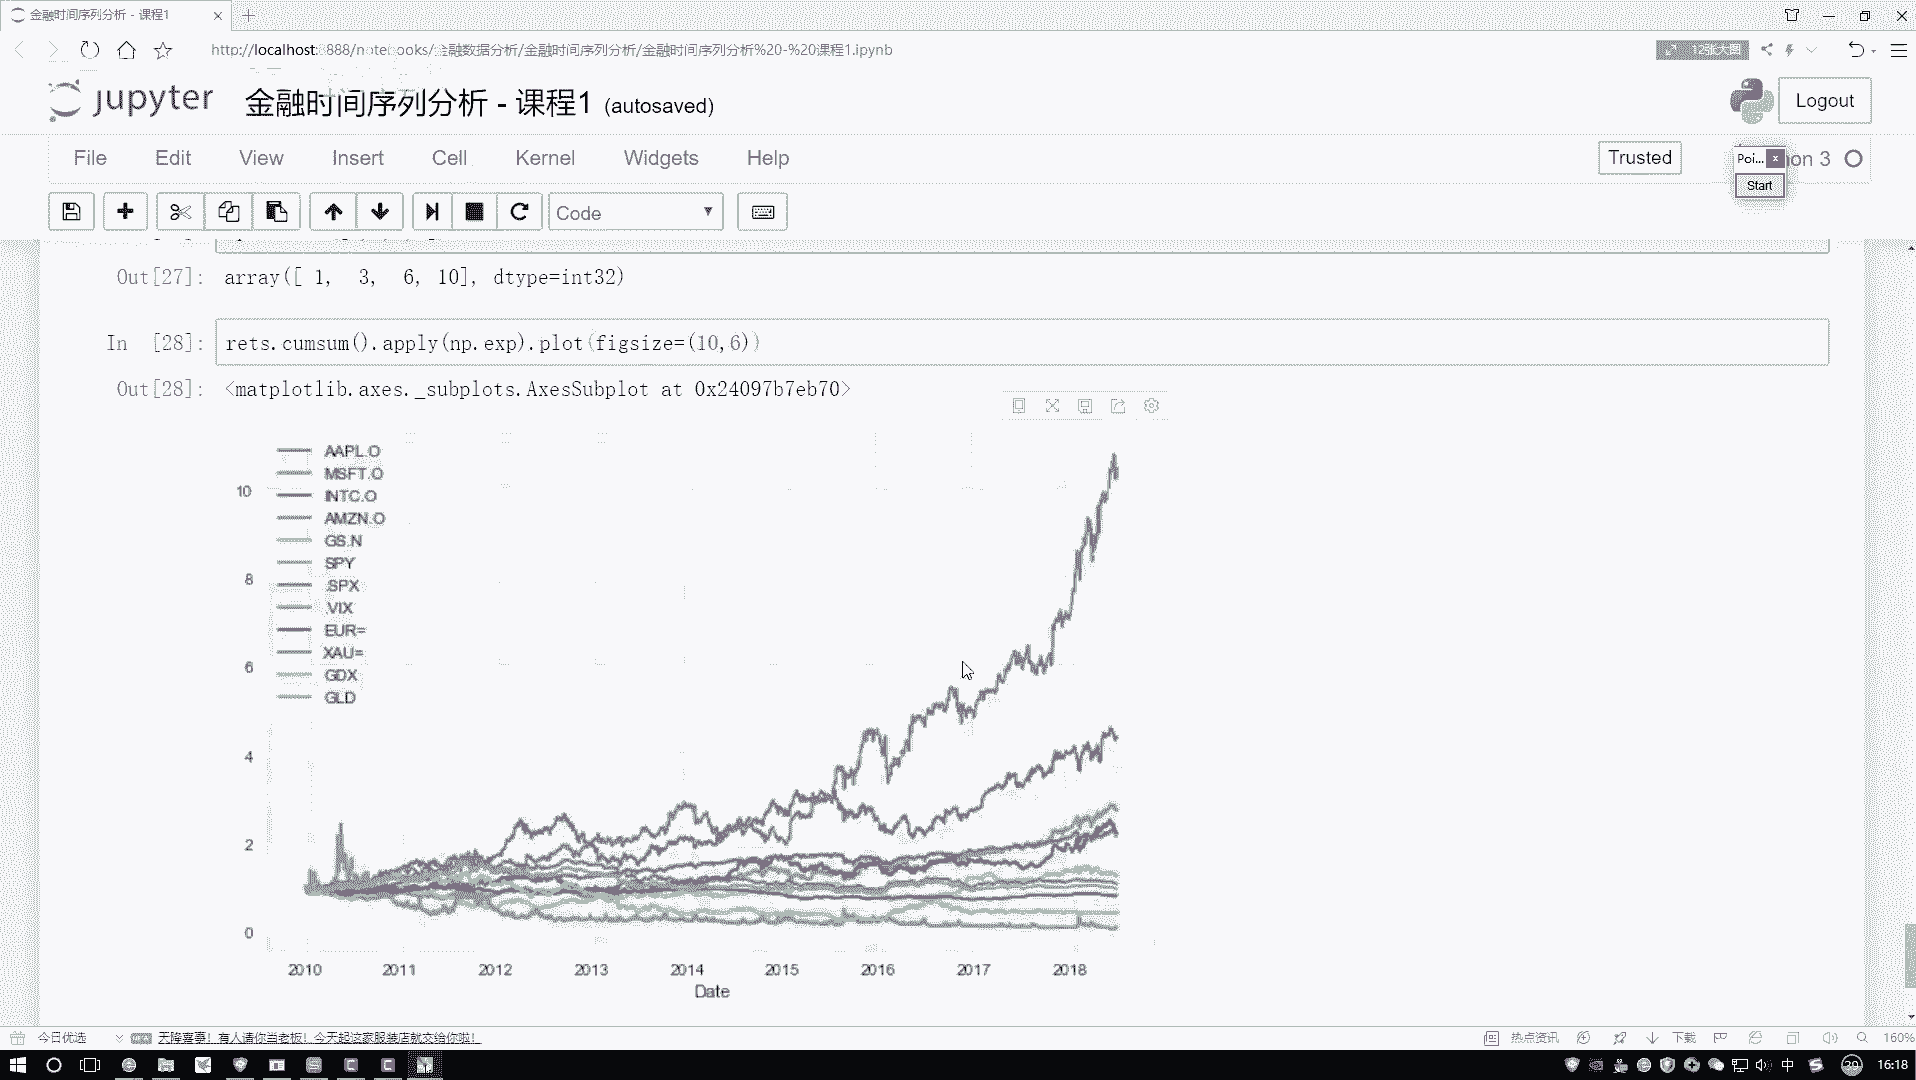 金融时间序列分析 - 课程1
http://localhost:8888/notebooks/金融数据分析/金融时间序列分析/金融时间序列分析%20-%20课程1.ipynb
12张大图
jupyter
金融时间序列分析 - 课程1 (autosaved)
Logout
File Edit View Insert Cell Kernel Widgets Help
Trusted
Poi...
on 3
Start
Code
Out[27]: array([ 1, 3, 6, 10], dtype=int32)
In [28]: rets.cumsum().apply(np.exp).plot(figsize=(10,6))
Out[28]: <matplotlib.axes._subplots.AxesSubplot at 0x24097b7eb70>
AAPL.O
MSFT.O
INTC.O
AMZN.O
GS.N
SPY
.SPX
.VIX
EUR=
XAU=
GDX
GLD
10
8
6
4
2
0
2010 2011 2012 2013 2014 2015 2016 2017 2018
Date
今日优选
天降喜事！有人请你当老板！今天起这家服装店就交给你啦！
热点资讯
下载
160%
中
16:18